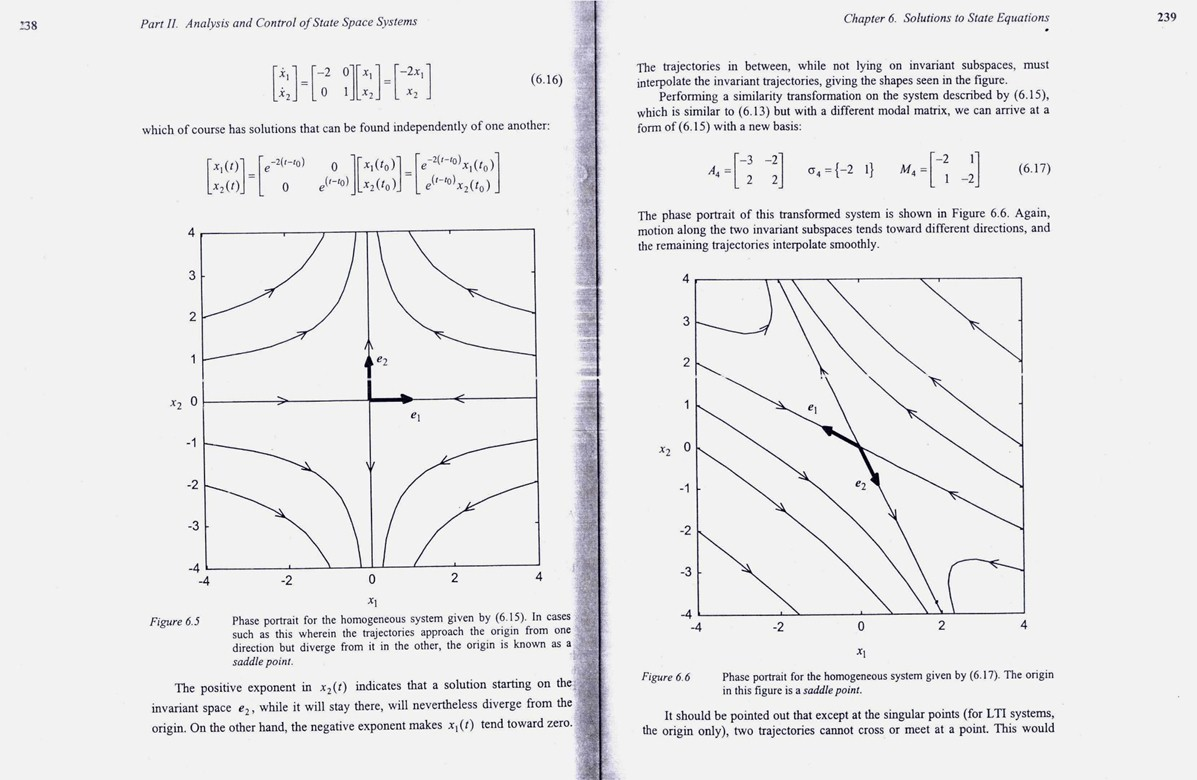 238
Part II. Analysis and Control of State Space Systems
[ẋ1 ẋ2] = [-2 0 0 1][x1 x2] = [-2x1 x2] (6.16)
which of course has solutions that can be found independently of one another:
[x1(t) x2(t)] = [e^-2(t-t0) 0 e^(t-t0)][x1(t0) x2(t0)] = [e^-2(t-t0) x1(t0) e^(t-t0) x2(t0)]
4
3
2
1
x2 0
-1
-2
-3
-4
e2
e1
-4 -2 0 2 4
x1
Figure 6.5 Phase portrait for the homogeneous system given by (6.15). In cases
such as this wherein the trajectories approach the origin from one
direction but diverge from it in the other, the origin is known as a
saddle point.
The positive exponent in x2(t) indicates that a solution starting on the
invariant space e2, while it will stay there, will nevertheless diverge from the
origin. On the other hand, the negative exponent makes x1(t) tend toward zero.
Chapter 6. Solutions to State Equations
239
The trajectories in between, while not lying on invariant subspaces, must
interpolate the invariant trajectories, giving the shapes seen in the figure.
Performing a similarity transformation on the system described by (6.15),
which is similar to (6.13) but with a different modal matrix, we can arrive at a
form of (6.15) with a new basis:
A4 = [-3 -2 2 2] σ4 = {-2 1} M4 = [-2 1 1 -2] (6.17)
The phase portrait of this transformed system is shown in Figure 6.6. Again,
motion along the two invariant subspaces tends toward different directions, and
the remaining trajectories interpolate smoothly.
4
3
2
1
x2 0
-1
-2
-3
-4
e1
e2
-4 -2 0 2 4
x1
Figure 6.6 Phase portrait for the homogeneous system given by (6.17). The origin
in this figure is a saddle point.
It should be pointed out that except at the singular points (for LTI systems,
the origin only), two trajectories cannot cross or meet at a point. This would